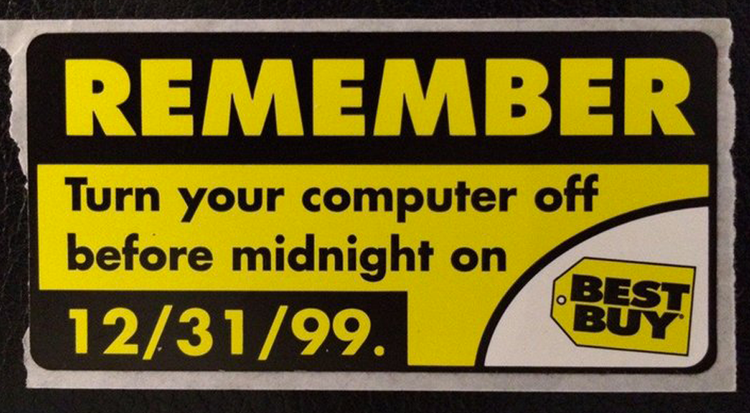 REMEMBER
Turn your computer off
before midnight on
12/31/99.
BEST
BUY